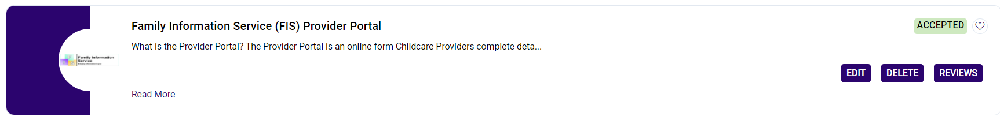 Family Information Service (FIS) Provider Portal
ACCEPTED
What is the Provider Portal? The Provider Portal is an online form Childcare Providers complete deta...
Family Information
Service
EDIT DELETE REVIEWS
Read More